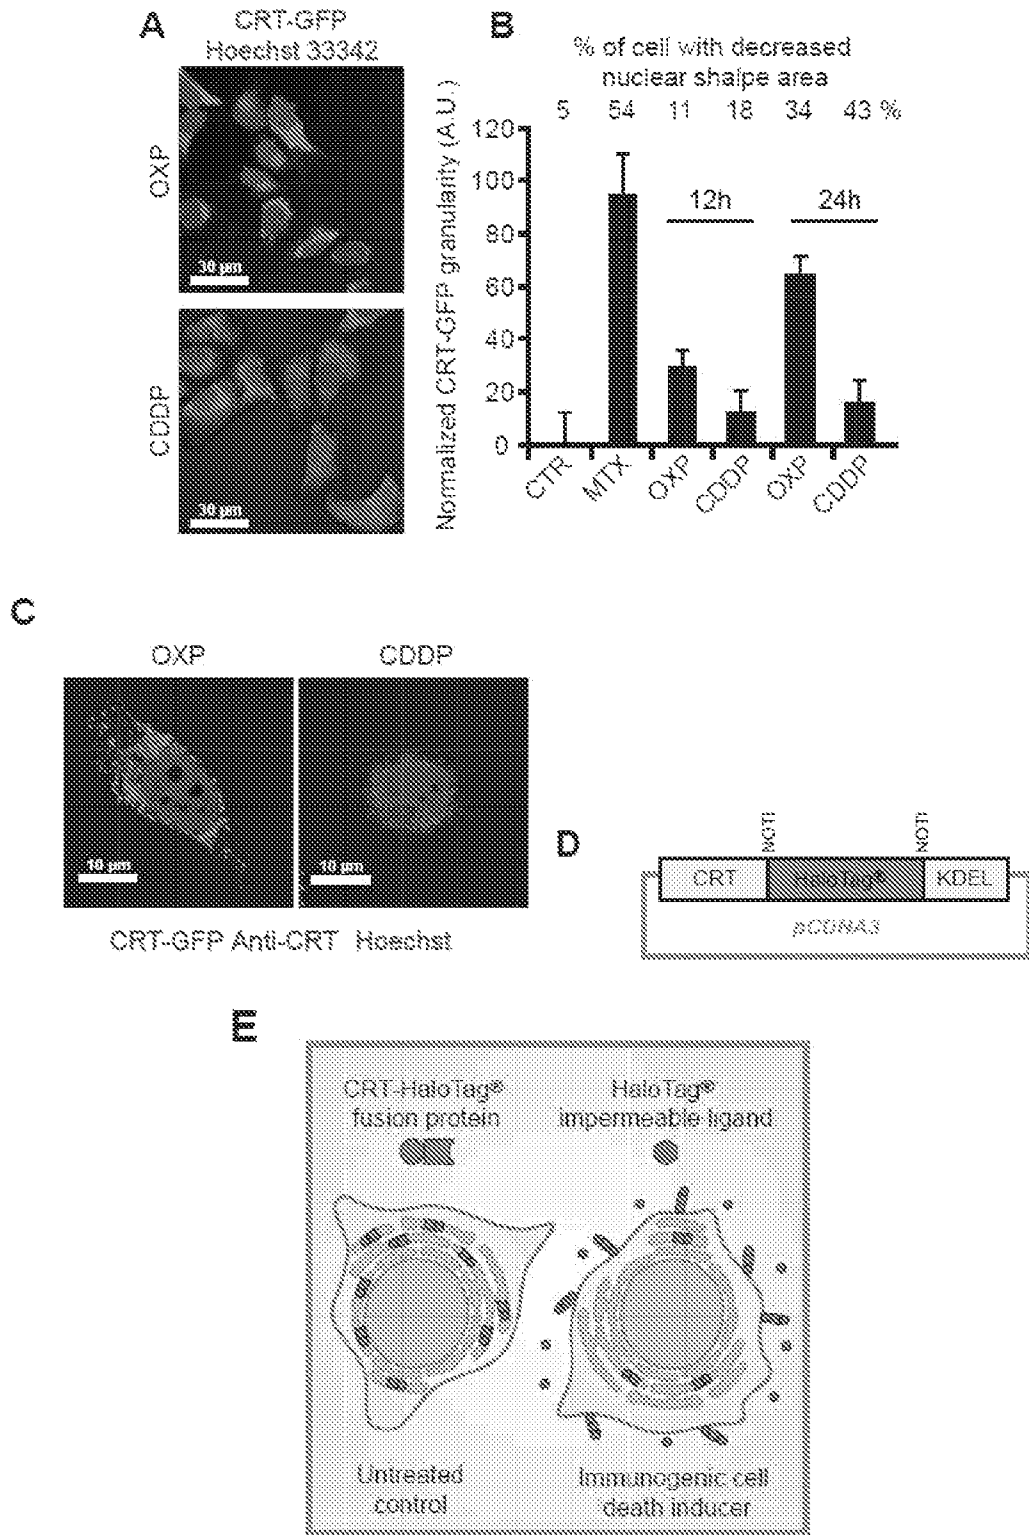 A
CRT-GFP
Hoechst 33342
OXP
30 µm
CDDP
30 µm
B
% of cell with decreased
nuclear shalpe area
5 54 11 18 34 43 %
Normalized CRT-GFP granularity (A.U.)
120
100
80
60
40
20
0
12h
24h
CTR
MTX
OXP
CDDP
OXP
CDDP
C
OXP
CDDP
10 µm
10 µm
CRT-GFP Anti-CRT Hoechst
D
NOTI
NOTI
CRT
HaloTag®
KDEL
pCDNA3
E
CRT-HaloTag®
fusion protein
HaloTag®
impermeable ligand
Untreated
control
Immunogenic cell
death inducer